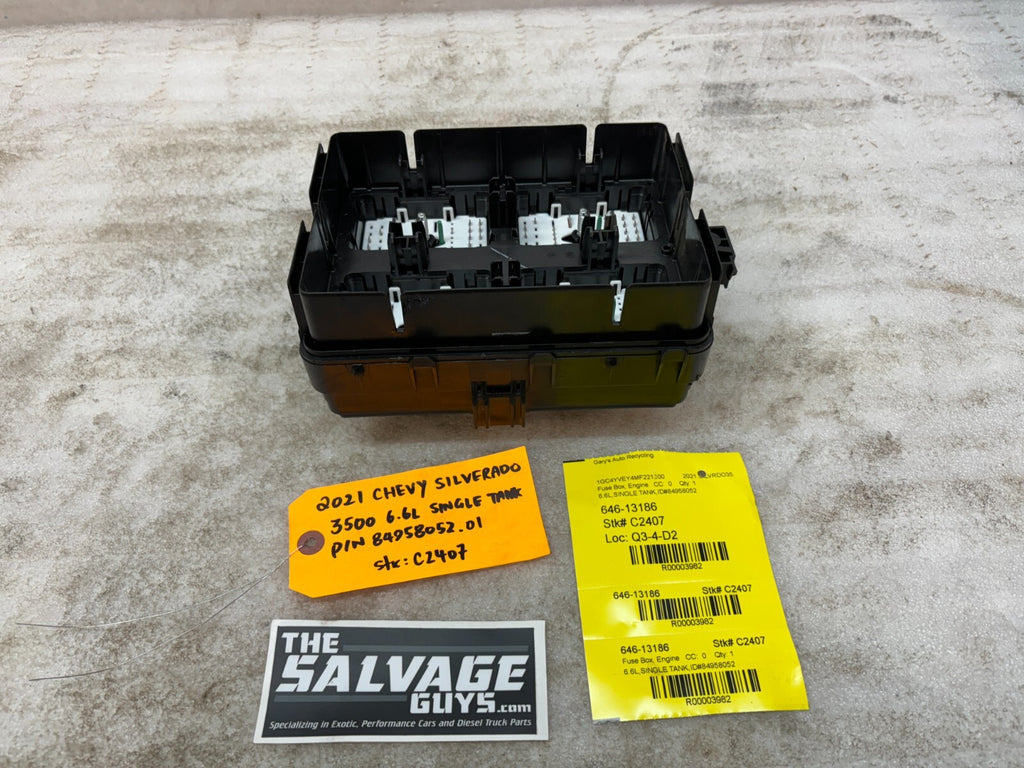 2021 CHEVY SILVERADO
3500 6.6L SINGLE TANK
P/N 84958052_01
Stk: C2407
THE
SALVAGE
GUYS.com
Specializing in Exotic, Performance Cars and Diesel Truck Parts
Gary's Auto Recycling
2021
Fuse Box, Engine CC: 0 Qty 1
6.6L,SINGLE TANK,ID#84958052
646-13186
Stk# C2407
Loc: Q3-4-D2
R00003982
646-13186 Stk# C2407
R00003982
646-13186 Stk# C2407
Fuse Box, Engine CC: 0 Qty 1
6.6L,SINGLE TANK,ID#84958052
R00003982